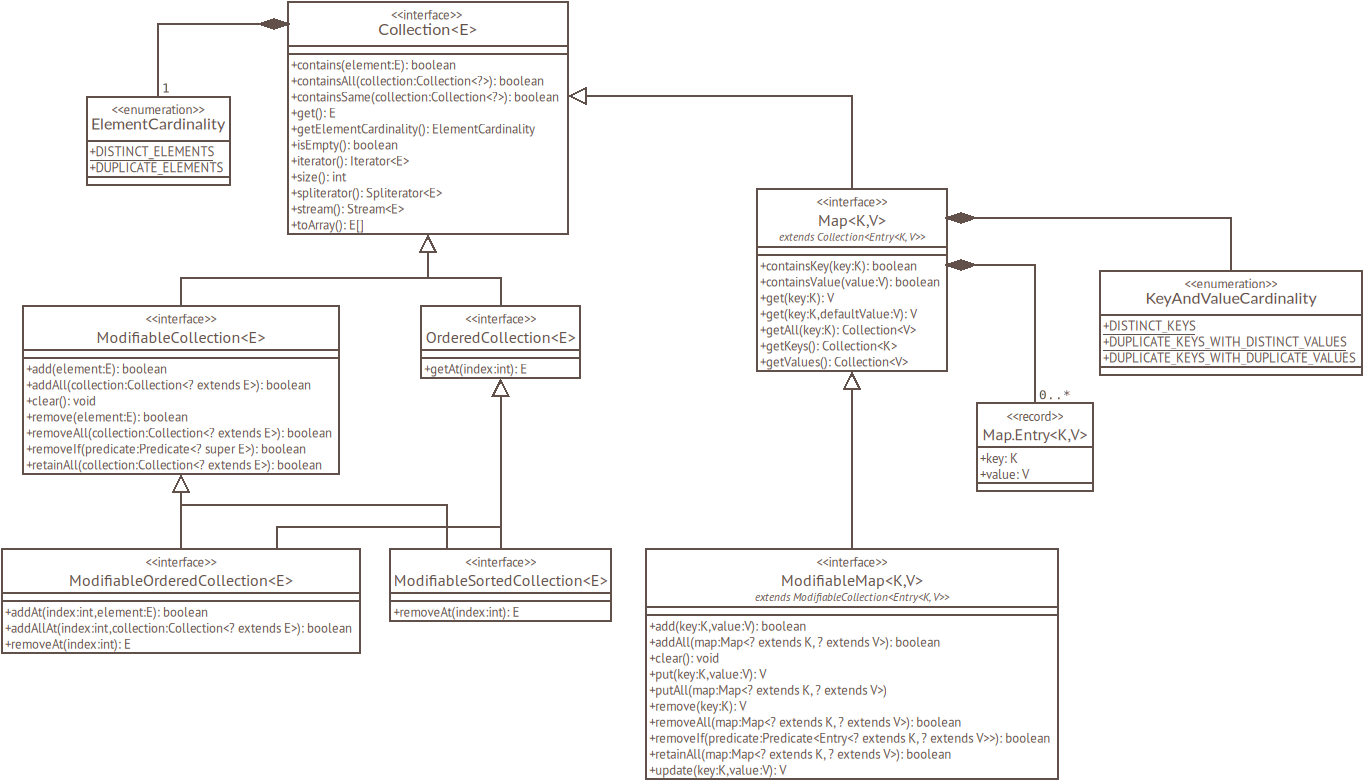 <<interface>>
Collection<E>
+contains(element:E): boolean
+containsAll(collection:Collection<?>): boolean
+containsSame(collection:Collection<?>): boolean
+get(): E
+getElementCardinality(): ElementCardinality
+isEmpty(): boolean
+iterator(): Iterator<E>
+size(): int
+spliterator(): Spliterator<E>
+stream(): Stream<E>
+toArray(): E[]
1
<<enumeration>>
ElementCardinality
+DISTINCT_ELEMENTS
+DUPLICATE_ELEMENTS
<<interface>>
Map<K,V>
extends Collection<Entry<K, V>>
+containsKey(key:K): boolean
+containsValue(value:V): boolean
+get(key:K): V
+get(key:K,defaultValue:V): V
+getAll(key:K): Collection<V>
+getKeys(): Collection<K>
+getValues(): Collection<V>
<<enumeration>>
KeyAndValueCardinality
+DISTINCT_KEYS
+DUPLICATE_KEYS_WITH_DISTINCT_VALUES
+DUPLICATE_KEYS_WITH_DUPLICATE_VALUES
<<interface>>
ModifiableCollection<E>
+add(element:E): boolean
+addAll(collection:Collection<? extends E>): boolean
+clear(): void
+remove(element:E): boolean
+removeAll(collection:Collection<? extends E>): boolean
+removeIf(predicate:Predicate<? super E>): boolean
+retainAll(collection:Collection<? extends E>): boolean
<<interface>>
OrderedCollection<E>
+getAt(index:int): E
0..*
<<record>>
Map.Entry<K,V>
+key: K
+value: V
<<interface>>
ModifiableOrderedCollection<E>
+addAt(index:int,element:E): boolean
+addAllAt(index:int,collection:Collection<? extends E>): boolean
+removeAt(index:int): E
<<interface>>
ModifiableSortedCollection<E>
+removeAt(index:int): E
<<interface>>
ModifiableMap<K,V>
extends ModifiableCollection<Entry<K, V>>
+add(key:K,value:V): boolean
+addAll(map:Map<? extends K, ? extends V>): boolean
+clear(): void
+put(key:K,value:V): V
+putAll(map:Map<? extends K, ? extends V>)
+remove(key:K): V
+removeAll(map:Map<? extends K, ? extends V>): boolean
+removeIf(predicate:Predicate<Entry<? extends K, ? extends V>>): boolean
+retainAll(map:Map<? extends K, ? extends V>): boolean
+update(key:K,value:V): V